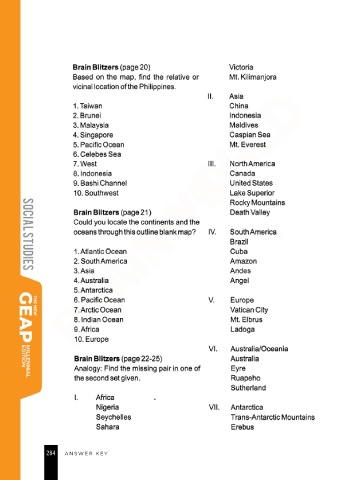 Brain Blitzers (page 20)
Based on the map, find the relative or
vicinal location of the Philippines.
1. Taiwan
2. Brunei
3. Malaysia
4. Singapore
5. Pacific Ocean
6. Celebes Sea
7. West
8. Indonesia
9. Bashi Channel
10. Southwest
Brain Blitzers (page 21)
Could you locate the continents and the
oceans through this outline blank map?
1. Atlantic Ocean
2. South America
3. Asia
4. Australia
5. Antarctica
6. Pacific Ocean
7. Arctic Ocean
8. Indian Ocean
9. Africa
10. Europe
Brain Blitzers (page 22-25)
Analogy: Find the missing pair in one of
the second set given.
I. Africa
Nigeria
Seychelles
Sahara
Victoria
Mt. Kilimanjora
II. Asia
China
Indonesia
Maldives
Caspian Sea
Mt. Everest
III. North America
Canada
United States
Lake Superior
Rocky Mountains
Death Valley
IV. South America
Brazil
Cuba
Amazon
Andes
Angel
V. Europe
Vatican City
Mt. Elbrus
Ladoga
VI. Australia/Oceania
Australia
Eyre
Ruapeho
Sutherland
VII. Antarctica
Trans-Antarctic Mountains
Erebus
SOCIAL STUDIES
THE NEW
GEAP
MILLENNIAL
EDITION
284 ANSWER KEY